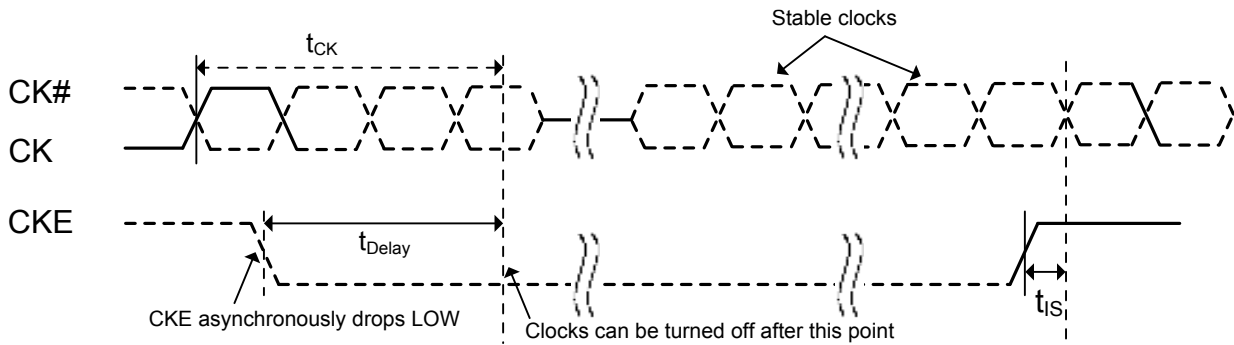 Stable clocks
tCK
CK#
CK
CKE
tDelay
tIS
CKE asynchronously drops LOW
Clocks can be turned off after this point